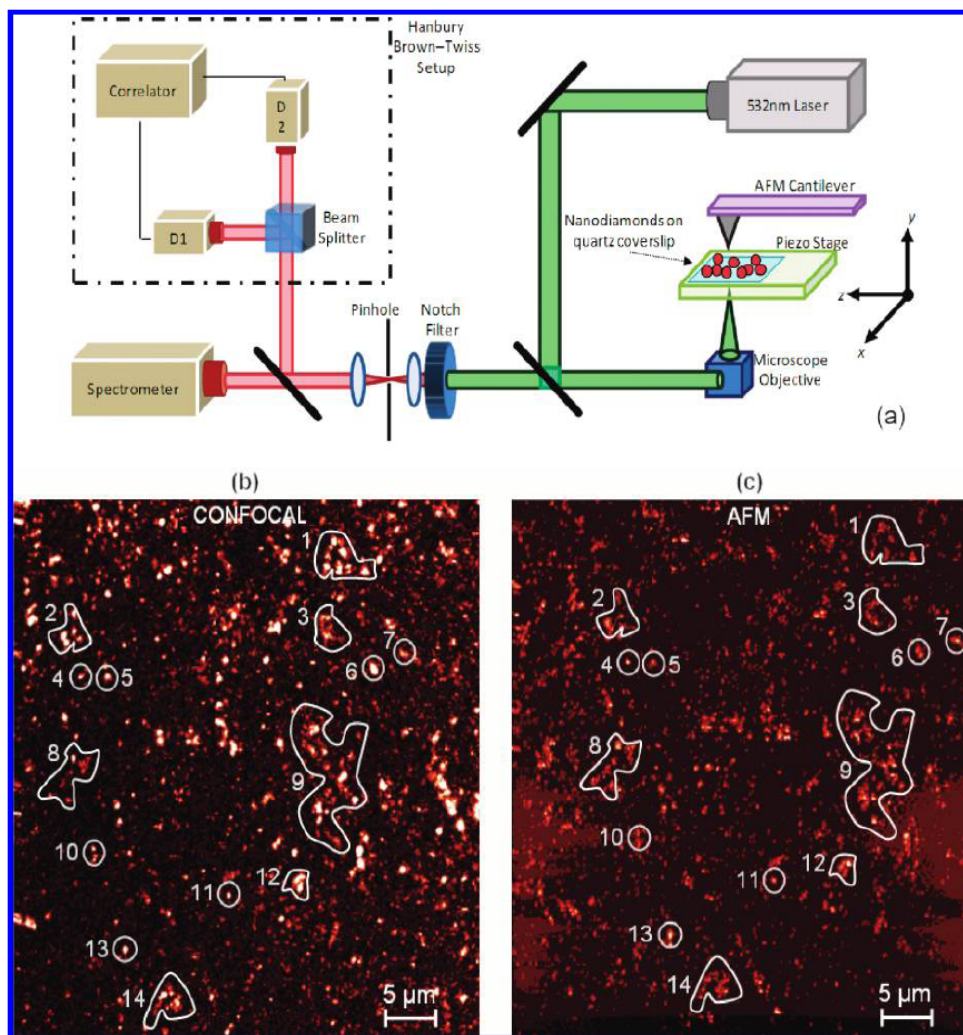 Hanbury
Brown–Twiss
Setup
Correlator
D
2
D1
Beam
Splitter
532nm Laser
AFM Cantilever
Nanodiamonds on
quartz coverslip
Piezo Stage
y
z
x
Pinhole
Notch
Filter
Spectrometer
Microscope
Objective
(a)
(b)
CONFOCAL
1
2
3
4
5
6
7
8
9
10
11
12
13
14
5 μm
(c)
AFM
1
2
3
4
5
6
7
8
9
10
11
12
13
14
5 μm